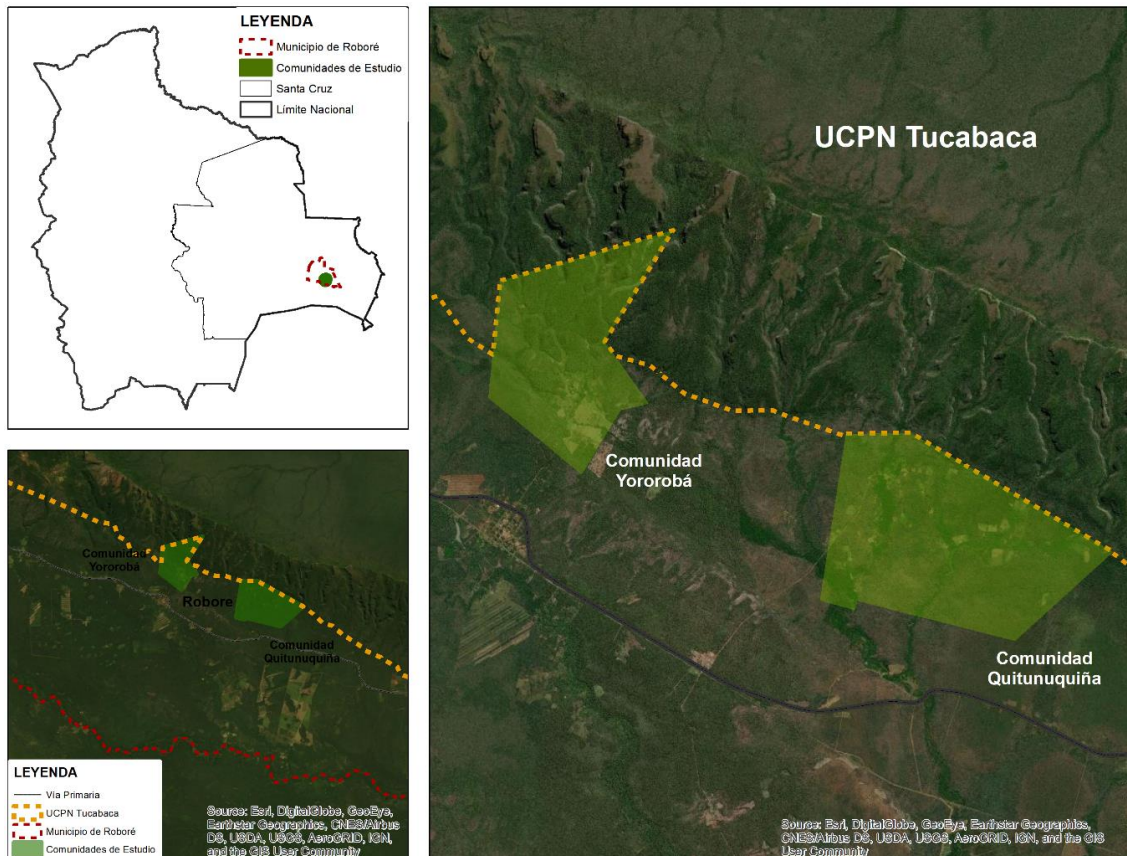 LEYENDA
Municipio de Roboré
Comunidades de Estudio
Santa Cruz
Límite Nacional
UCPN Tucabaca
Comunidad
Yororobá
Comunidad
Quitunuquiña
Source: Esri, DigitalGlobe, GeoEye, Earthstar Geographics,
CNES/Airbus DS, USDA, USGS, AeroGRID, IGN, and the GIS
User Community
Comunidad
Yororobá
Robore
Comunidad
Quitunuquiña
LEYENDA
Vía Primaria
UCPN Tucabaca
Municipio de Roboré
Comunidades de Estudio
Source: Esri, DigitalGlobe, GeoEye,
Earthstar Geographics, CNES/Airbus
DS, USDA, USGS, AeroGRID, IGN,
and the GIS User Community